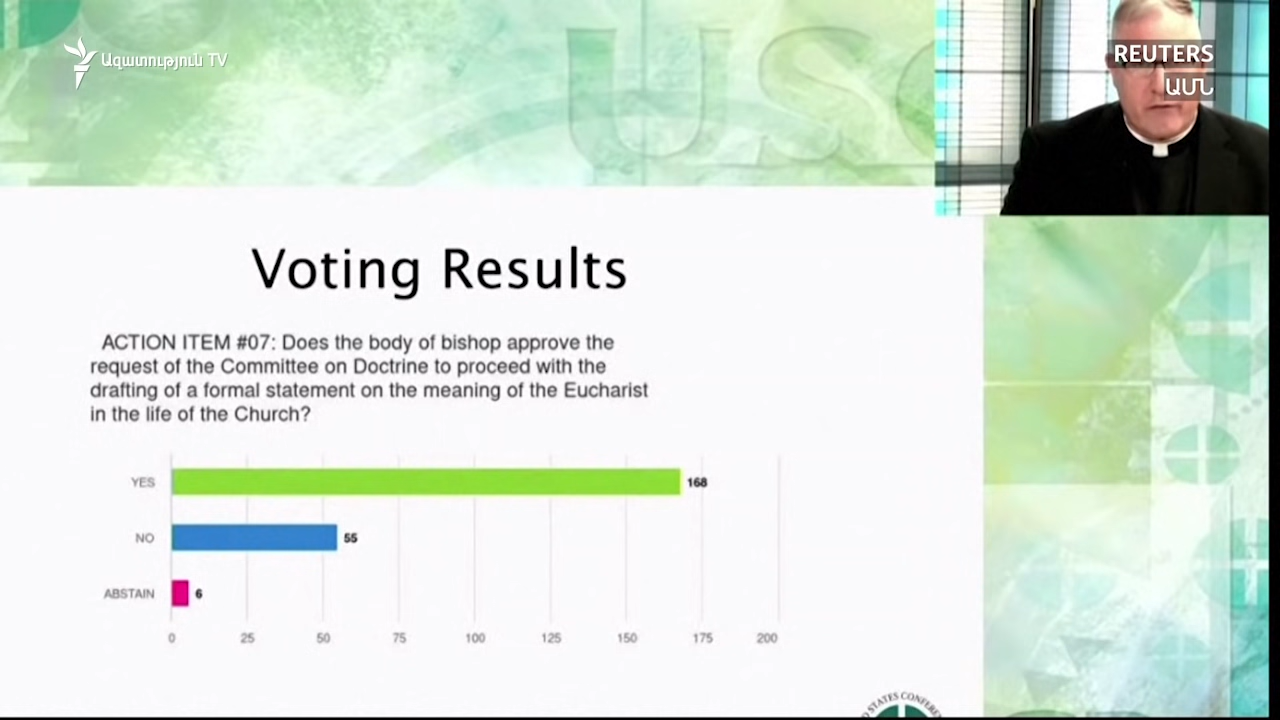 Ազատություն TV
REUTERS
ԱՄՆ
USC
Voting Results
ACTION ITEM #07: Does the body of bishop approve the
request of the Committee on Doctrine to proceed with the
drafting of a formal statement on the meaning of the Eucharist
in the life of the Church?
YES 168
NO 55
ABSTAIN 6
0 25 50 75 100 125 150 175 200
STATES CONFER